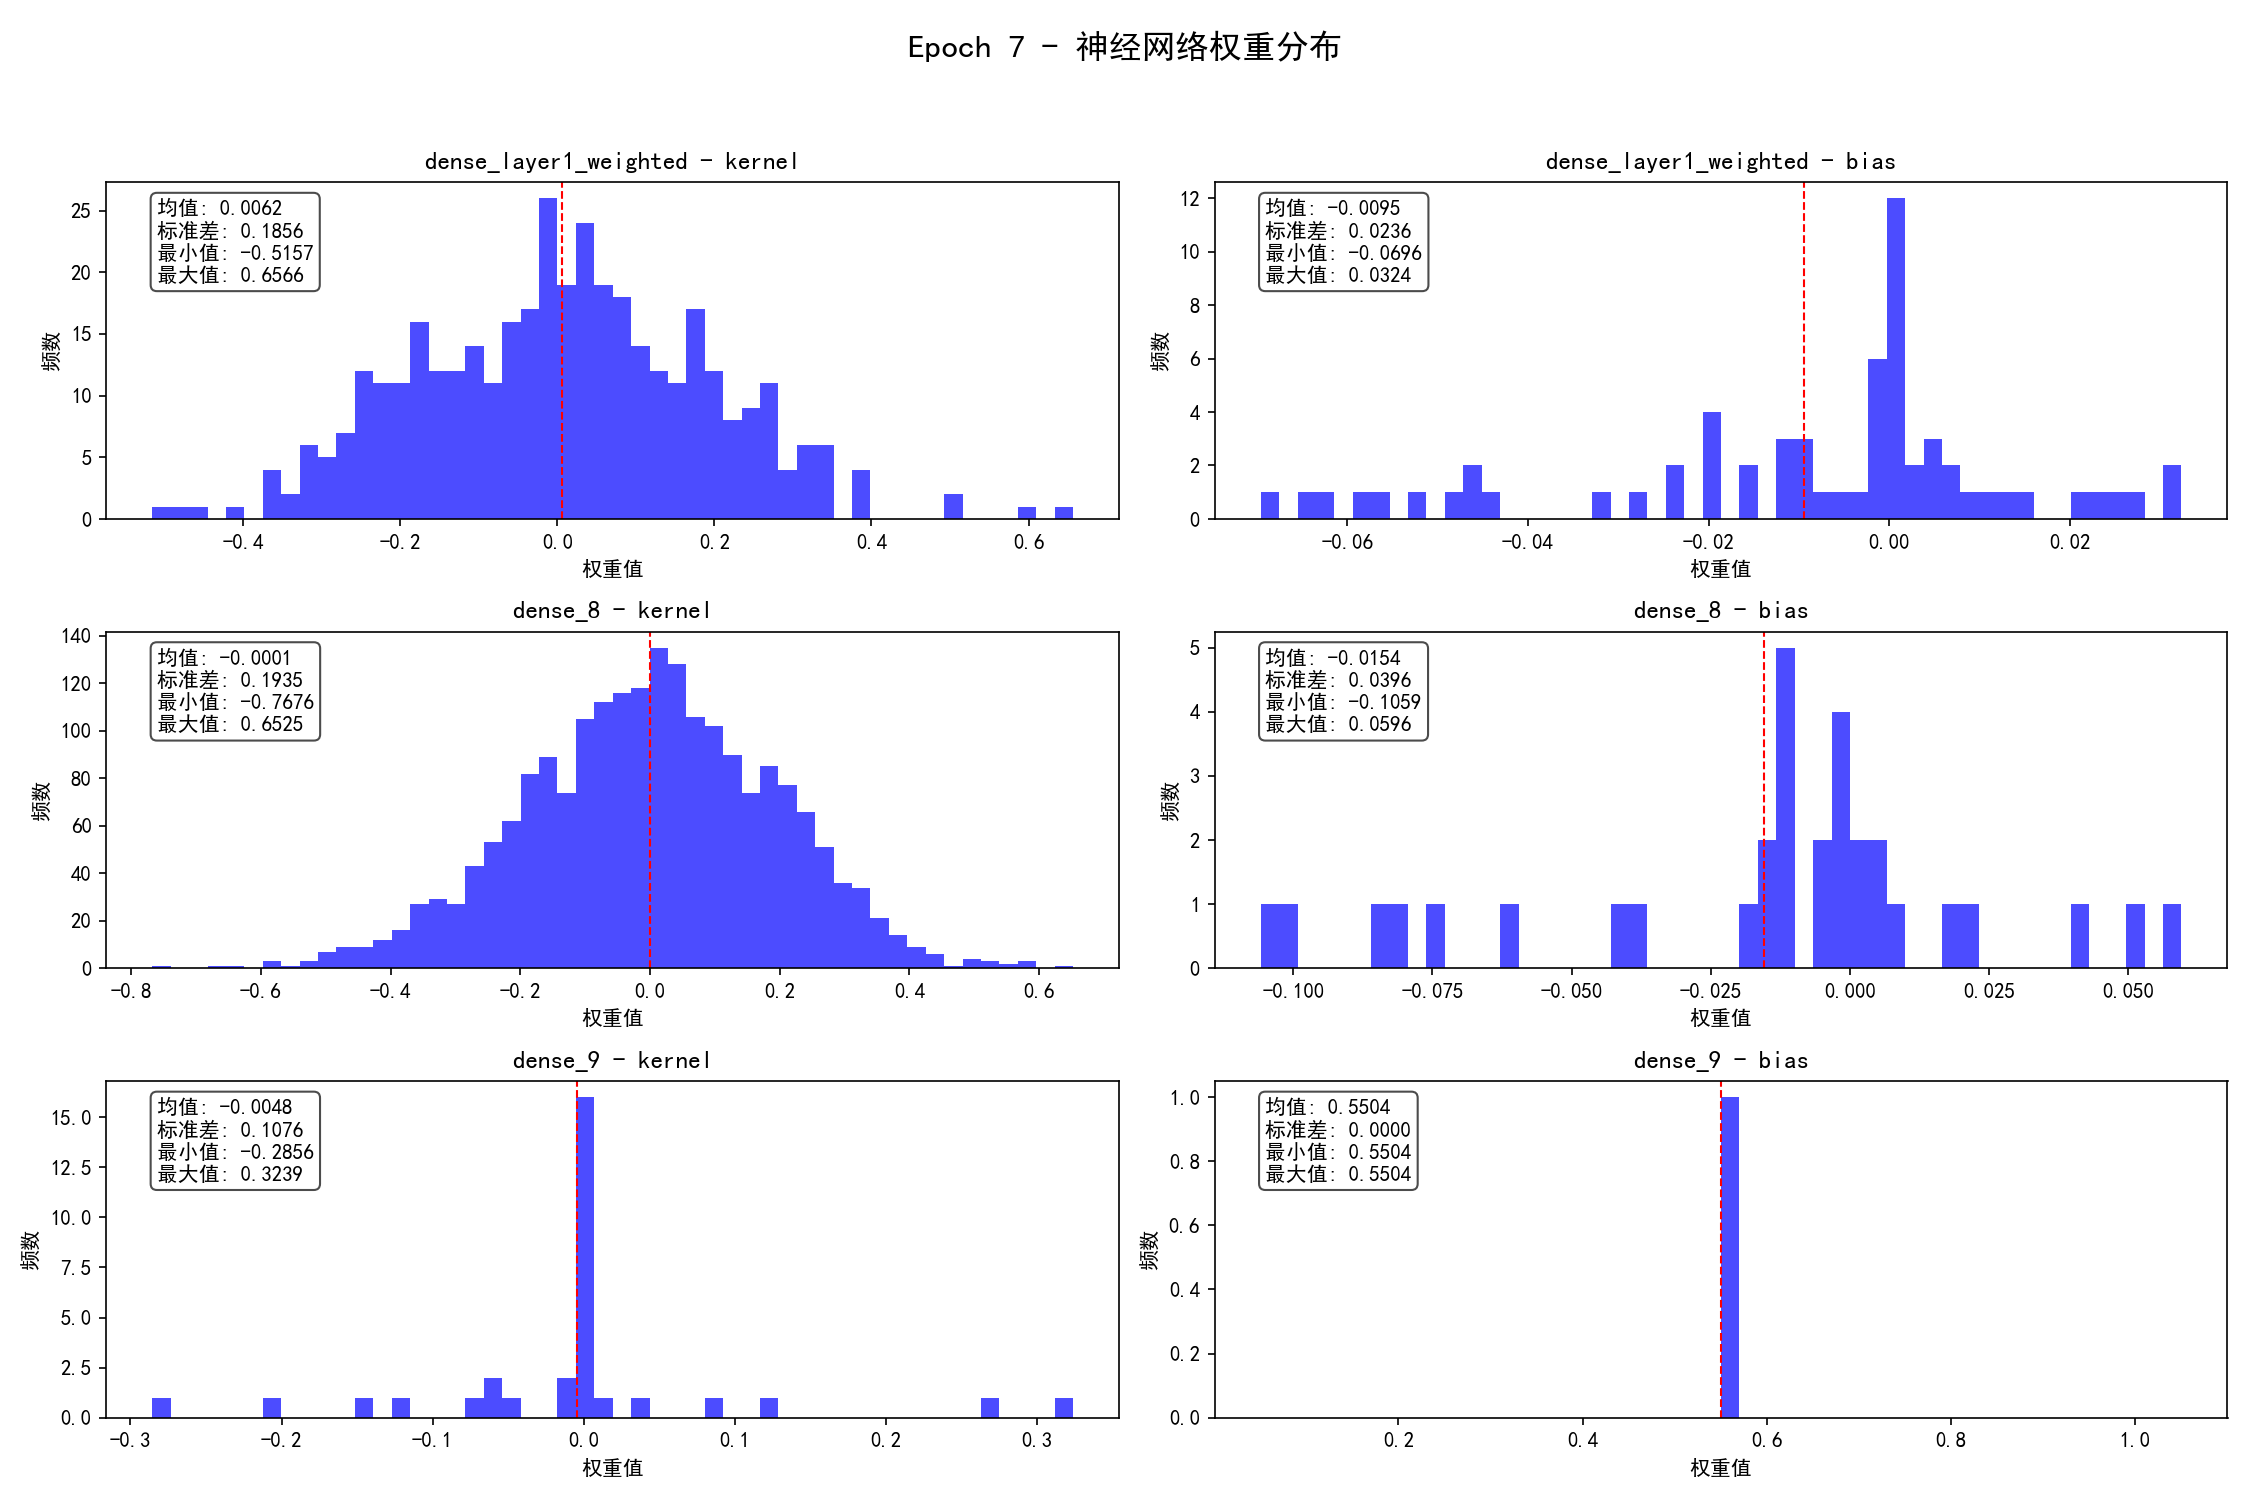 Epoch 7 - 神经网络权重分布
dense_layer1_weighted - kernel
均值: 0.0062
标准差: 0.1856
最小值: -0.5157
最大值: 0.6566
频数
25
20
15
10
5
0
-0.4 -0.2 0.0 0.2 0.4 0.6
权重值
dense_layer1_weighted - bias
均值: -0.0095
标准差: 0.0236
最小值: -0.0696
最大值: 0.0324
频数
12
10
8
6
4
2
0
-0.06 -0.04 -0.02 0.00 0.02
权重值
dense_8 - kernel
均值: -0.0001
标准差: 0.1935
最小值: -0.7676
最大值: 0.6525
频数
140
120
100
80
60
40
20
0
-0.8 -0.6 -0.4 -0.2 0.0 0.2 0.4 0.6
权重值
dense_8 - bias
均值: -0.0154
标准差: 0.0396
最小值: -0.1059
最大值: 0.0596
频数
5
4
3
2
1
0
-0.100 -0.075 -0.050 -0.025 0.000 0.025 0.050
权重值
dense_9 - kernel
均值: -0.0048
标准差: 0.1076
最小值: -0.2856
最大值: 0.3239
频数
15.0
12.5
10.0
7.5
5.0
2.5
0.0
-0.3 -0.2 -0.1 0.0 0.1 0.2 0.3
权重值
dense_9 - bias
均值: 0.5504
标准差: 0.0000
最小值: 0.5504
最大值: 0.5504
频数
1.0
0.8
0.6
0.4
0.2
0.0
0.2 0.4 0.6 0.8 1.0
权重值